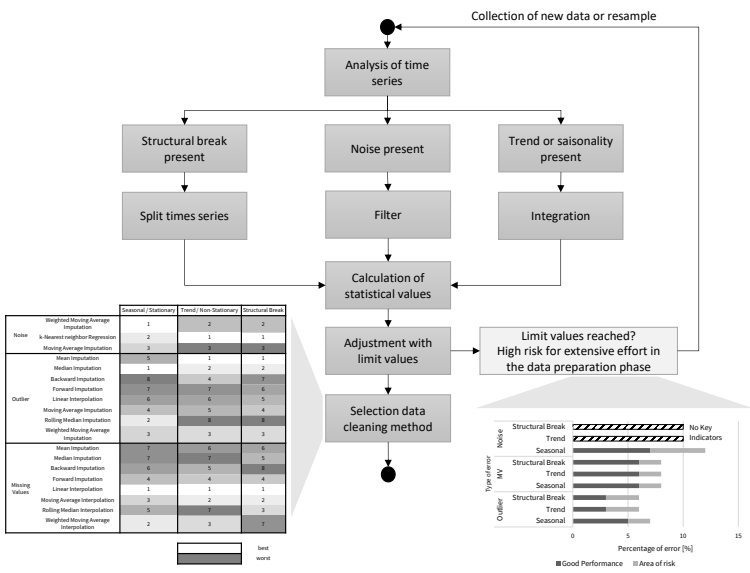 Collection of new data or resample
Analysis of time
series
Structural break
present
Noise present
Trend or saisonality
present
Split times series
Filter
Integration
Calculation of
statistical values
Adjustment with
limit values
Limit values reached?
High risk for extensive effort in
the data preparation phase
Selection data
cleaning method
Seasonal / Stationary Trend / Non-Stationary Structural Break
Noise
Weighted Moving Average
Imputation
1 2 2
k-Nearest neighbor Regression 2 1 1
Moving Average Imputation 3 3 3
Outlier
Mean Imputation 5 1 1
Median Imputation 1 2 2
Backward Imputation 8 4 7
Forward Imputation 7 7 6
Linear Interpolation 6 6 5
Moving Average Imputation 4 5 4
Rolling Median Imputation 2 8 8
Weighted Moving Average
Imputation
3 3 3
Missing
Values
Mean Imputation 7 6 6
Median Imputation 7 7 5
Backward Imputation 6 5 8
Forward Imputation 4 4 4
Linear Interpolation 1 1 1
Moving Average Interpolation 3 2 2
Rolling Median Interpolation 5 7 3
Weighted Moving Average
Interpolation
2 3 7
best
worst
Type of error
Noise
Structural Break
Trend
Seasonal
No Key
Indicators
MV
Structural Break
Trend
Seasonal
Outlier
Structural Break
Trend
Seasonal
0 5 10 15
Percentage of error [%]
Good Performance Area of risk